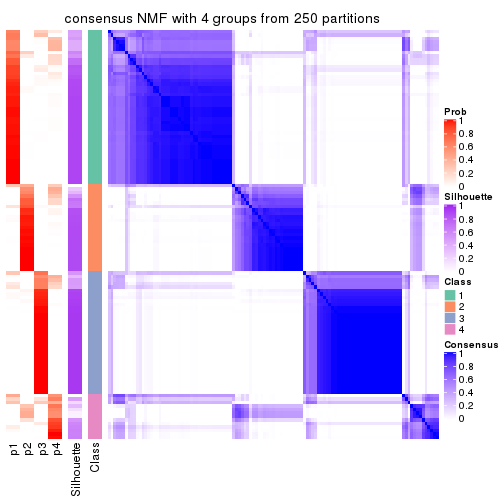 consensus NMF with 4 groups from 250 partitions
Prob
1
0.8
0.6
0.4
0.2
0
Silhouette
1
0.8
0.6
0.4
0.2
0
Class
1
2
3
4
Consensus
1
0.8
0.6
0.4
0.2
0
p1
p2
p3
p4
Silhouette
Class